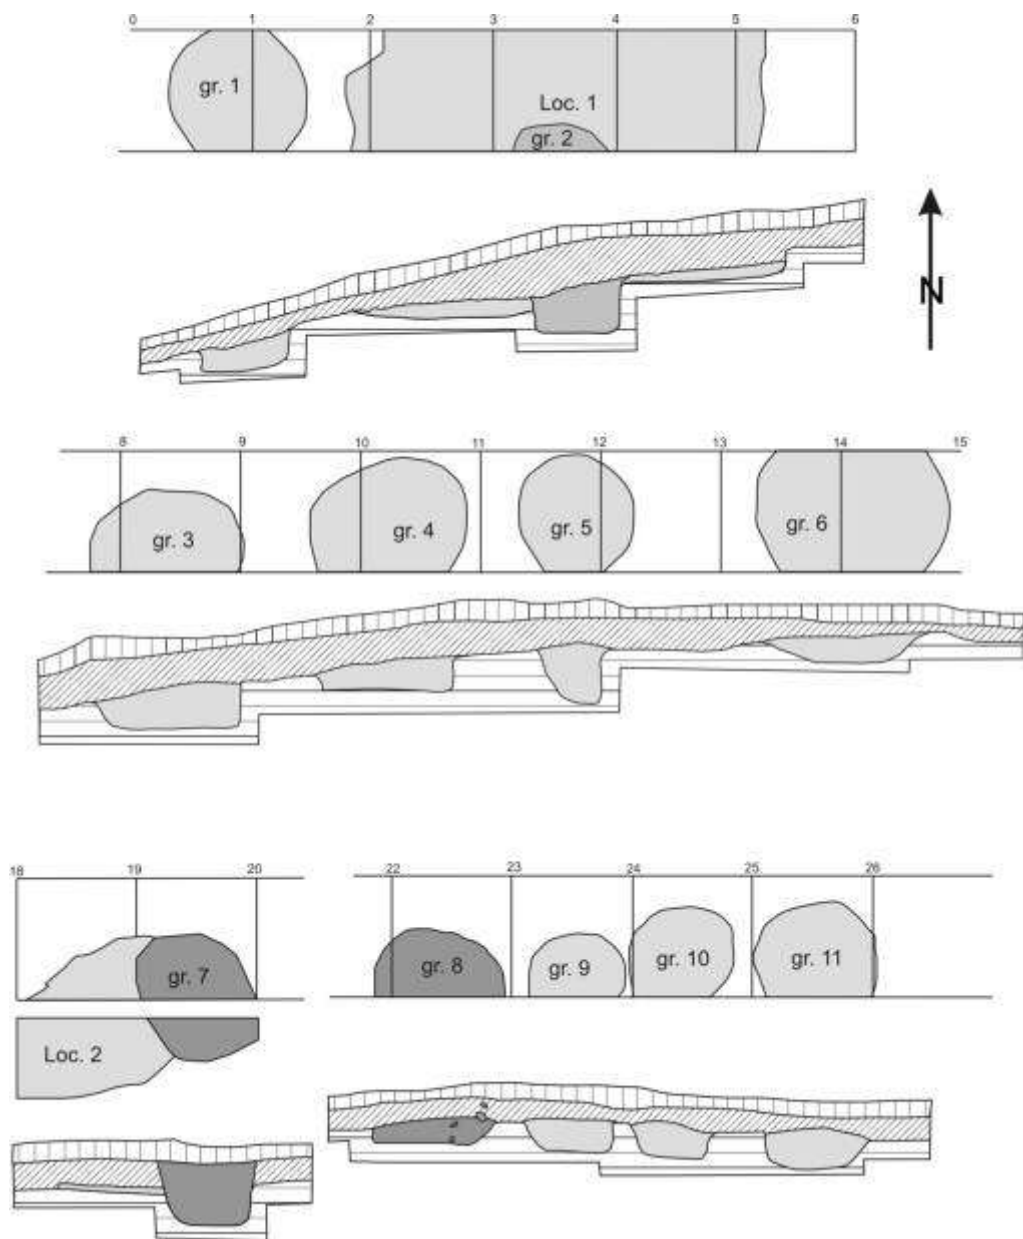 0 1 2 3 4 5 6
gr. 1
Loc. 1
gr. 2
N
8 9 10 11 12 13 14 15
gr. 3 gr. 4 gr. 5 gr. 6
18 19 20 22 23 24 25 26
gr. 7 gr. 8 gr. 9 gr. 10 gr. 11
Loc. 2